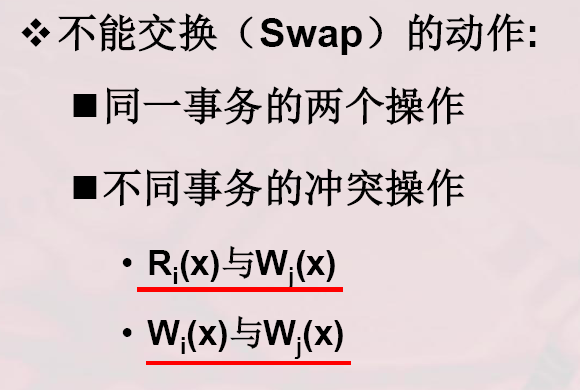 ❖不能交换（Swap）的动作:
■同一事务的两个操作
■不同事务的冲突操作
• Ri(x)与Wj(x)
• Wi(x)与Wj(x)